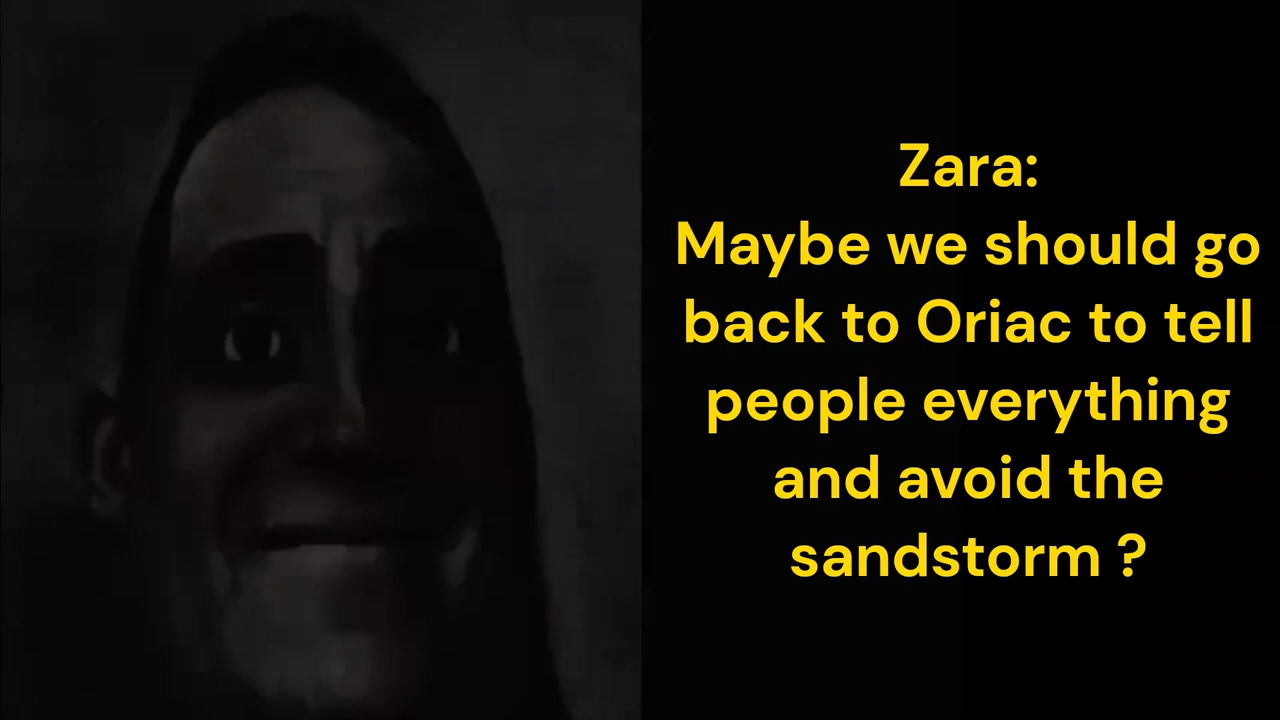 Zara:
Maybe we should go
back to Oriac to tell
people everything
and avoid the
sandstorm ?